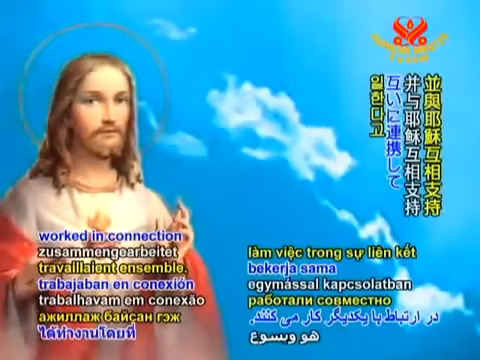 並與耶穌互相支持
并与耶稣互相支持
互いに連携して
일한다고
worked in connection
zusammengearbeitet
travaillaient ensemble.
trabajaban en conexión
trabalhavam em conexão
ажиллаж байсан гэж
ได้ทำงานโดยที่
làm việc trong sự liên kết
bekerja sama
egymással kapcsolatban
работали совместно
در ارتباط با یکدیگر کار می کنند.
هو ويسوع